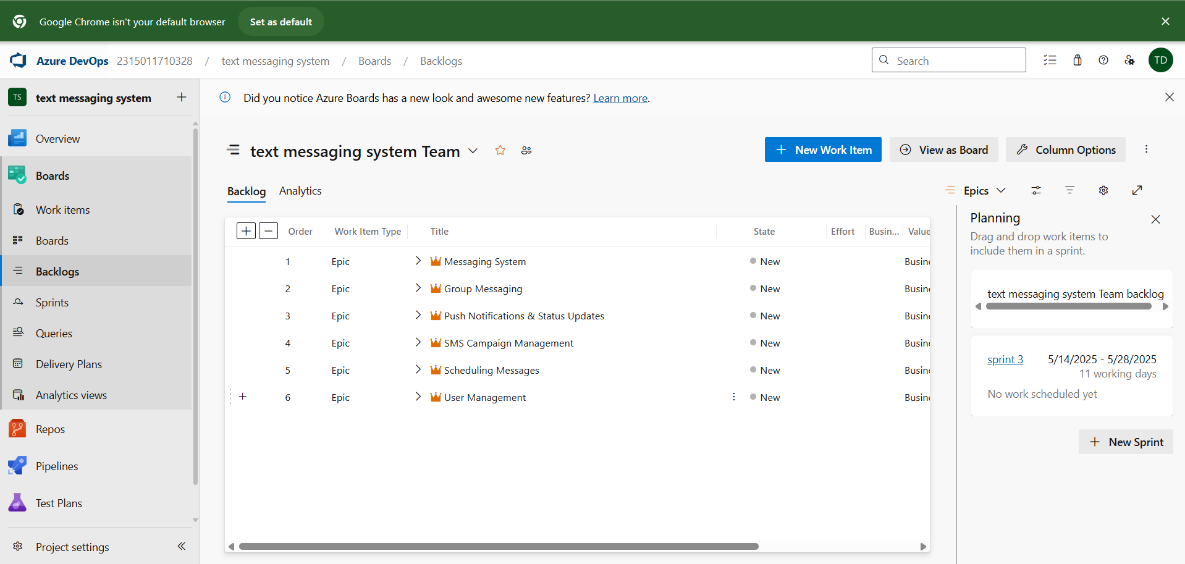 Google Chrome isn't your default browser Set as default
Azure DevOps 2315011710328 / text messaging system / Boards / Backlogs Search TD
TS text messaging system
Did you notice Azure Boards has a new look and awesome new features? Learn more.
Overview
Boards
Work items
Boards
Backlogs
Sprints
Queries
Delivery Plans
Analytics views
Repos
Pipelines
Test Plans
Project settings
text messaging system Team
New Work Item View as Board Column Options
Backlog Analytics
Epics
Order Work Item Type Title State Effort Busin... Value
1 Epic Messaging System New Busine
2 Epic Group Messaging New Busine
3 Epic Push Notifications & Status Updates New Busine
4 Epic SMS Campaign Management New Busine
5 Epic Scheduling Messages New Busine
6 Epic User Management New Busine
Planning
Drag and drop work items to
include them in a sprint.
text messaging system Team backlog
sprint 3 5/14/2025 - 5/28/2025
11 working days
No work scheduled yet
New Sprint